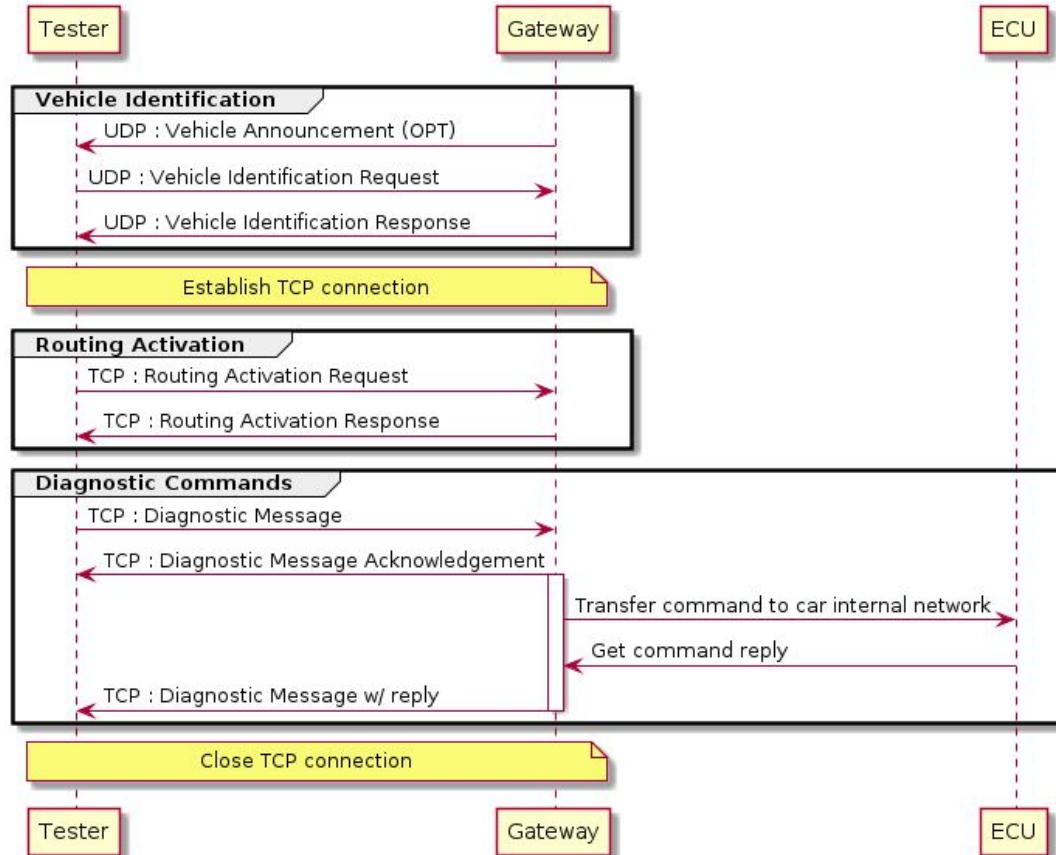 Tester Gateway ECU
Vehicle Identification
UDP : Vehicle Announcement (OPT)
UDP : Vehicle Identification Request
UDP : Vehicle Identification Response
Establish TCP connection
Routing Activation
TCP : Routing Activation Request
TCP : Routing Activation Response
Diagnostic Commands
TCP : Diagnostic Message
TCP : Diagnostic Message Acknowledgement
Transfer command to car internal network
Get command reply
TCP : Diagnostic Message w/ reply
Close TCP connection
Tester Gateway ECU